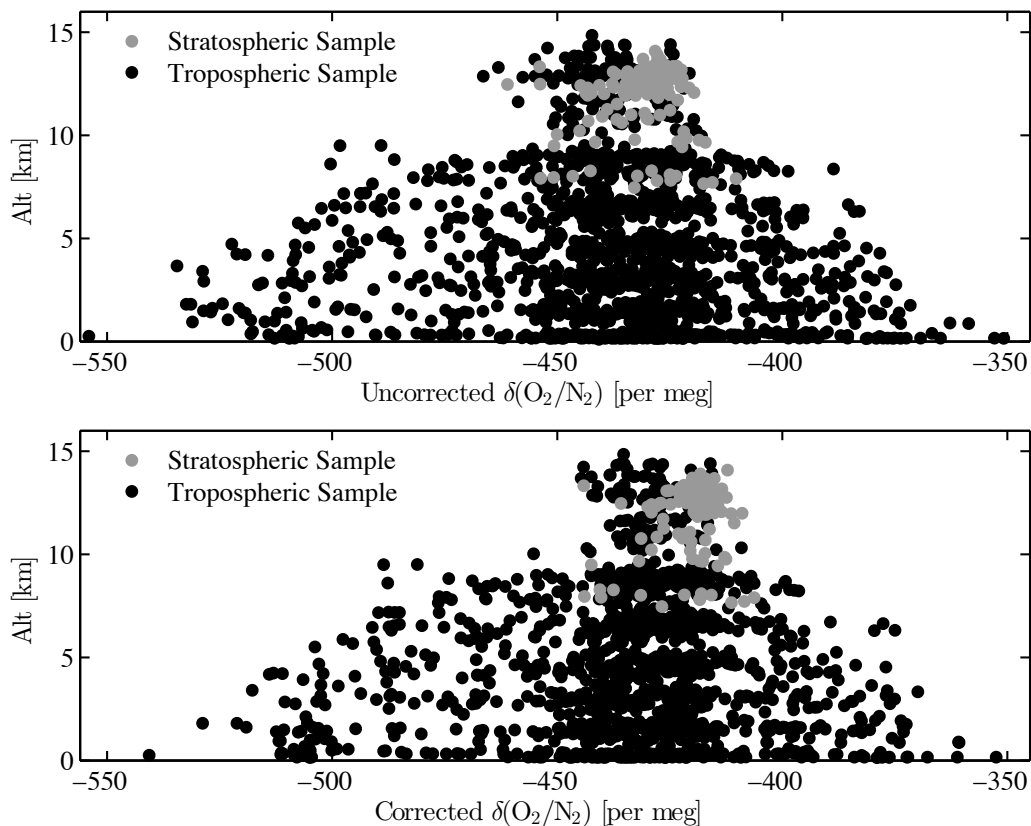 15
Stratospheric Sample
Tropospheric Sample
10
Alt [km]
5
0
−550 −500 −450 −400 −350
Uncorrected δ(O₂/N₂) [per meg]
15
Stratospheric Sample
Tropospheric Sample
10
Alt [km]
5
0
−550 −500 −450 −400 −350
Corrected δ(O₂/N₂) [per meg]